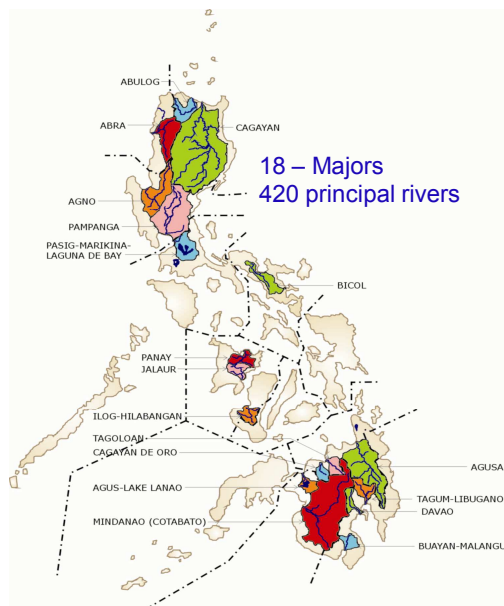 ABULOG
ABRA
CAGAYAN
18 – Majors
420 principal rivers
AGNO
PAMPANGA
PASIG-MARIKINA-
LAGUNA DE BAY
BICOL
PANAY
JALAUR
ILOG-HILABANGAN
TAGOLOAN
CAGAYAN DE ORO
AGUSA
AGUS-LAKE LANAO
TAGUM-LIBUGANO
DAVAO
MINDANAO (COTABATO)
BUAYAN-MALANGU